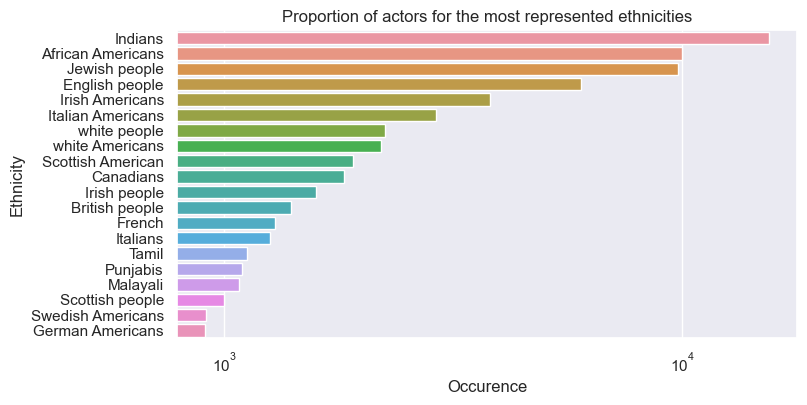 Proportion of actors for the most represented ethnicities
Indians
African Americans
Jewish people
English people
Irish Americans
Italian Americans
white people
white Americans
Scottish American
Canadians
Irish people
British people
French
Italians
Tamil
Punjabis
Malayali
Scottish people
Swedish Americans
German Americans
Ethnicity
10³ 10⁴
Occurence